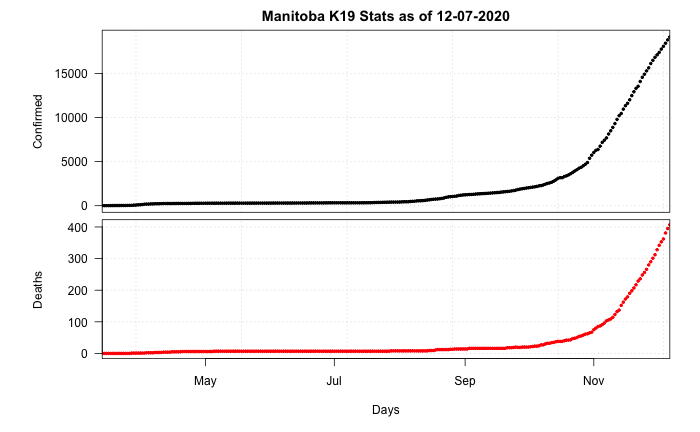 Manitoba K19 Stats as of 12-07-2020
Confirmed
15000
10000
5000
0
Deaths
400
300
200
100
0
May Jul Sep Nov
Days